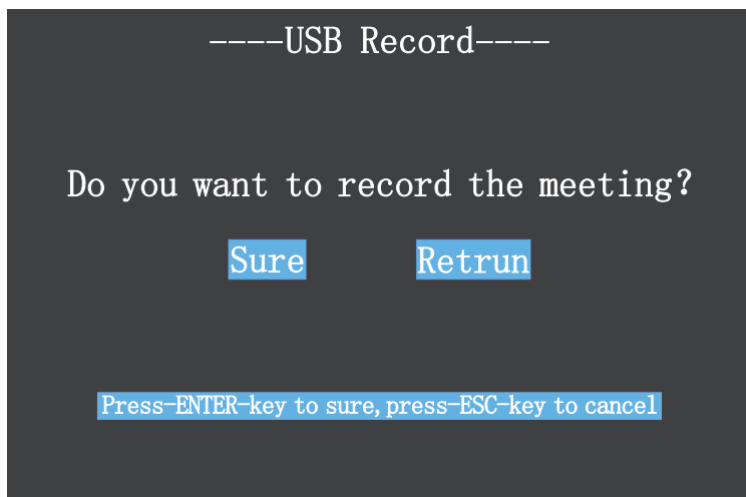 ----USB Record----
Do you want to record the meeting?
Sure Retrun
Press-ENTER-key to sure, press-ESC-key to cancel